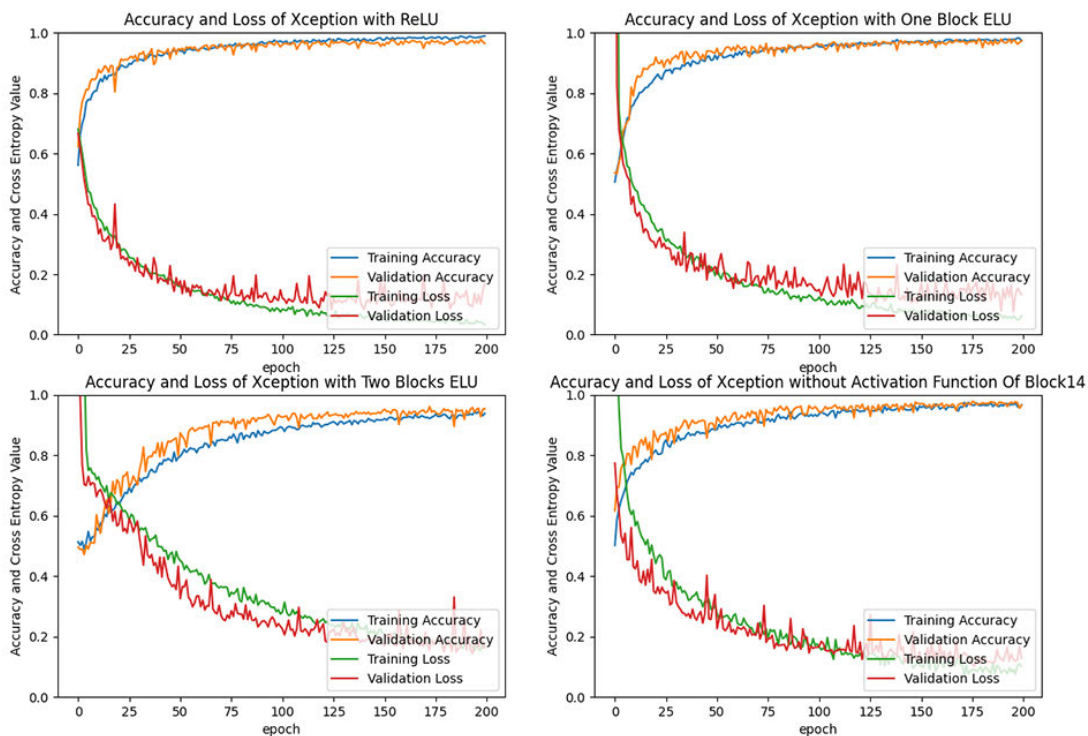 Accuracy and Loss of Xception with ReLU
Accuracy and Cross Entropy Value
1.0
0.8
0.6
0.4
0.2
0.0
Training Accuracy
Validation Accuracy
Training Loss
Validation Loss
0 25 50 75 100 125 150 175 200
epoch
Accuracy and Loss of Xception with One Block ELU
Accuracy and Cross Entropy Value
1.0
0.8
0.6
0.4
0.2
0.0
Training Accuracy
Validation Accuracy
Training Loss
Validation Loss
0 25 50 75 100 125 150 175 200
epoch
Accuracy and Loss of Xception with Two Blocks ELU
Accuracy and Cross Entropy Value
1.0
0.8
0.6
0.4
0.2
0.0
Training Accuracy
Validation Accuracy
Training Loss
Validation Loss
0 25 50 75 100 125 150 175 200
epoch
Accuracy and Loss of Xception without Activation Function Of Block14
Accuracy and Cross Entropy Value
1.0
0.8
0.6
0.4
0.2
0.0
Training Accuracy
Validation Accuracy
Training Loss
Validation Loss
0 25 50 75 100 125 150 175 200
epoch